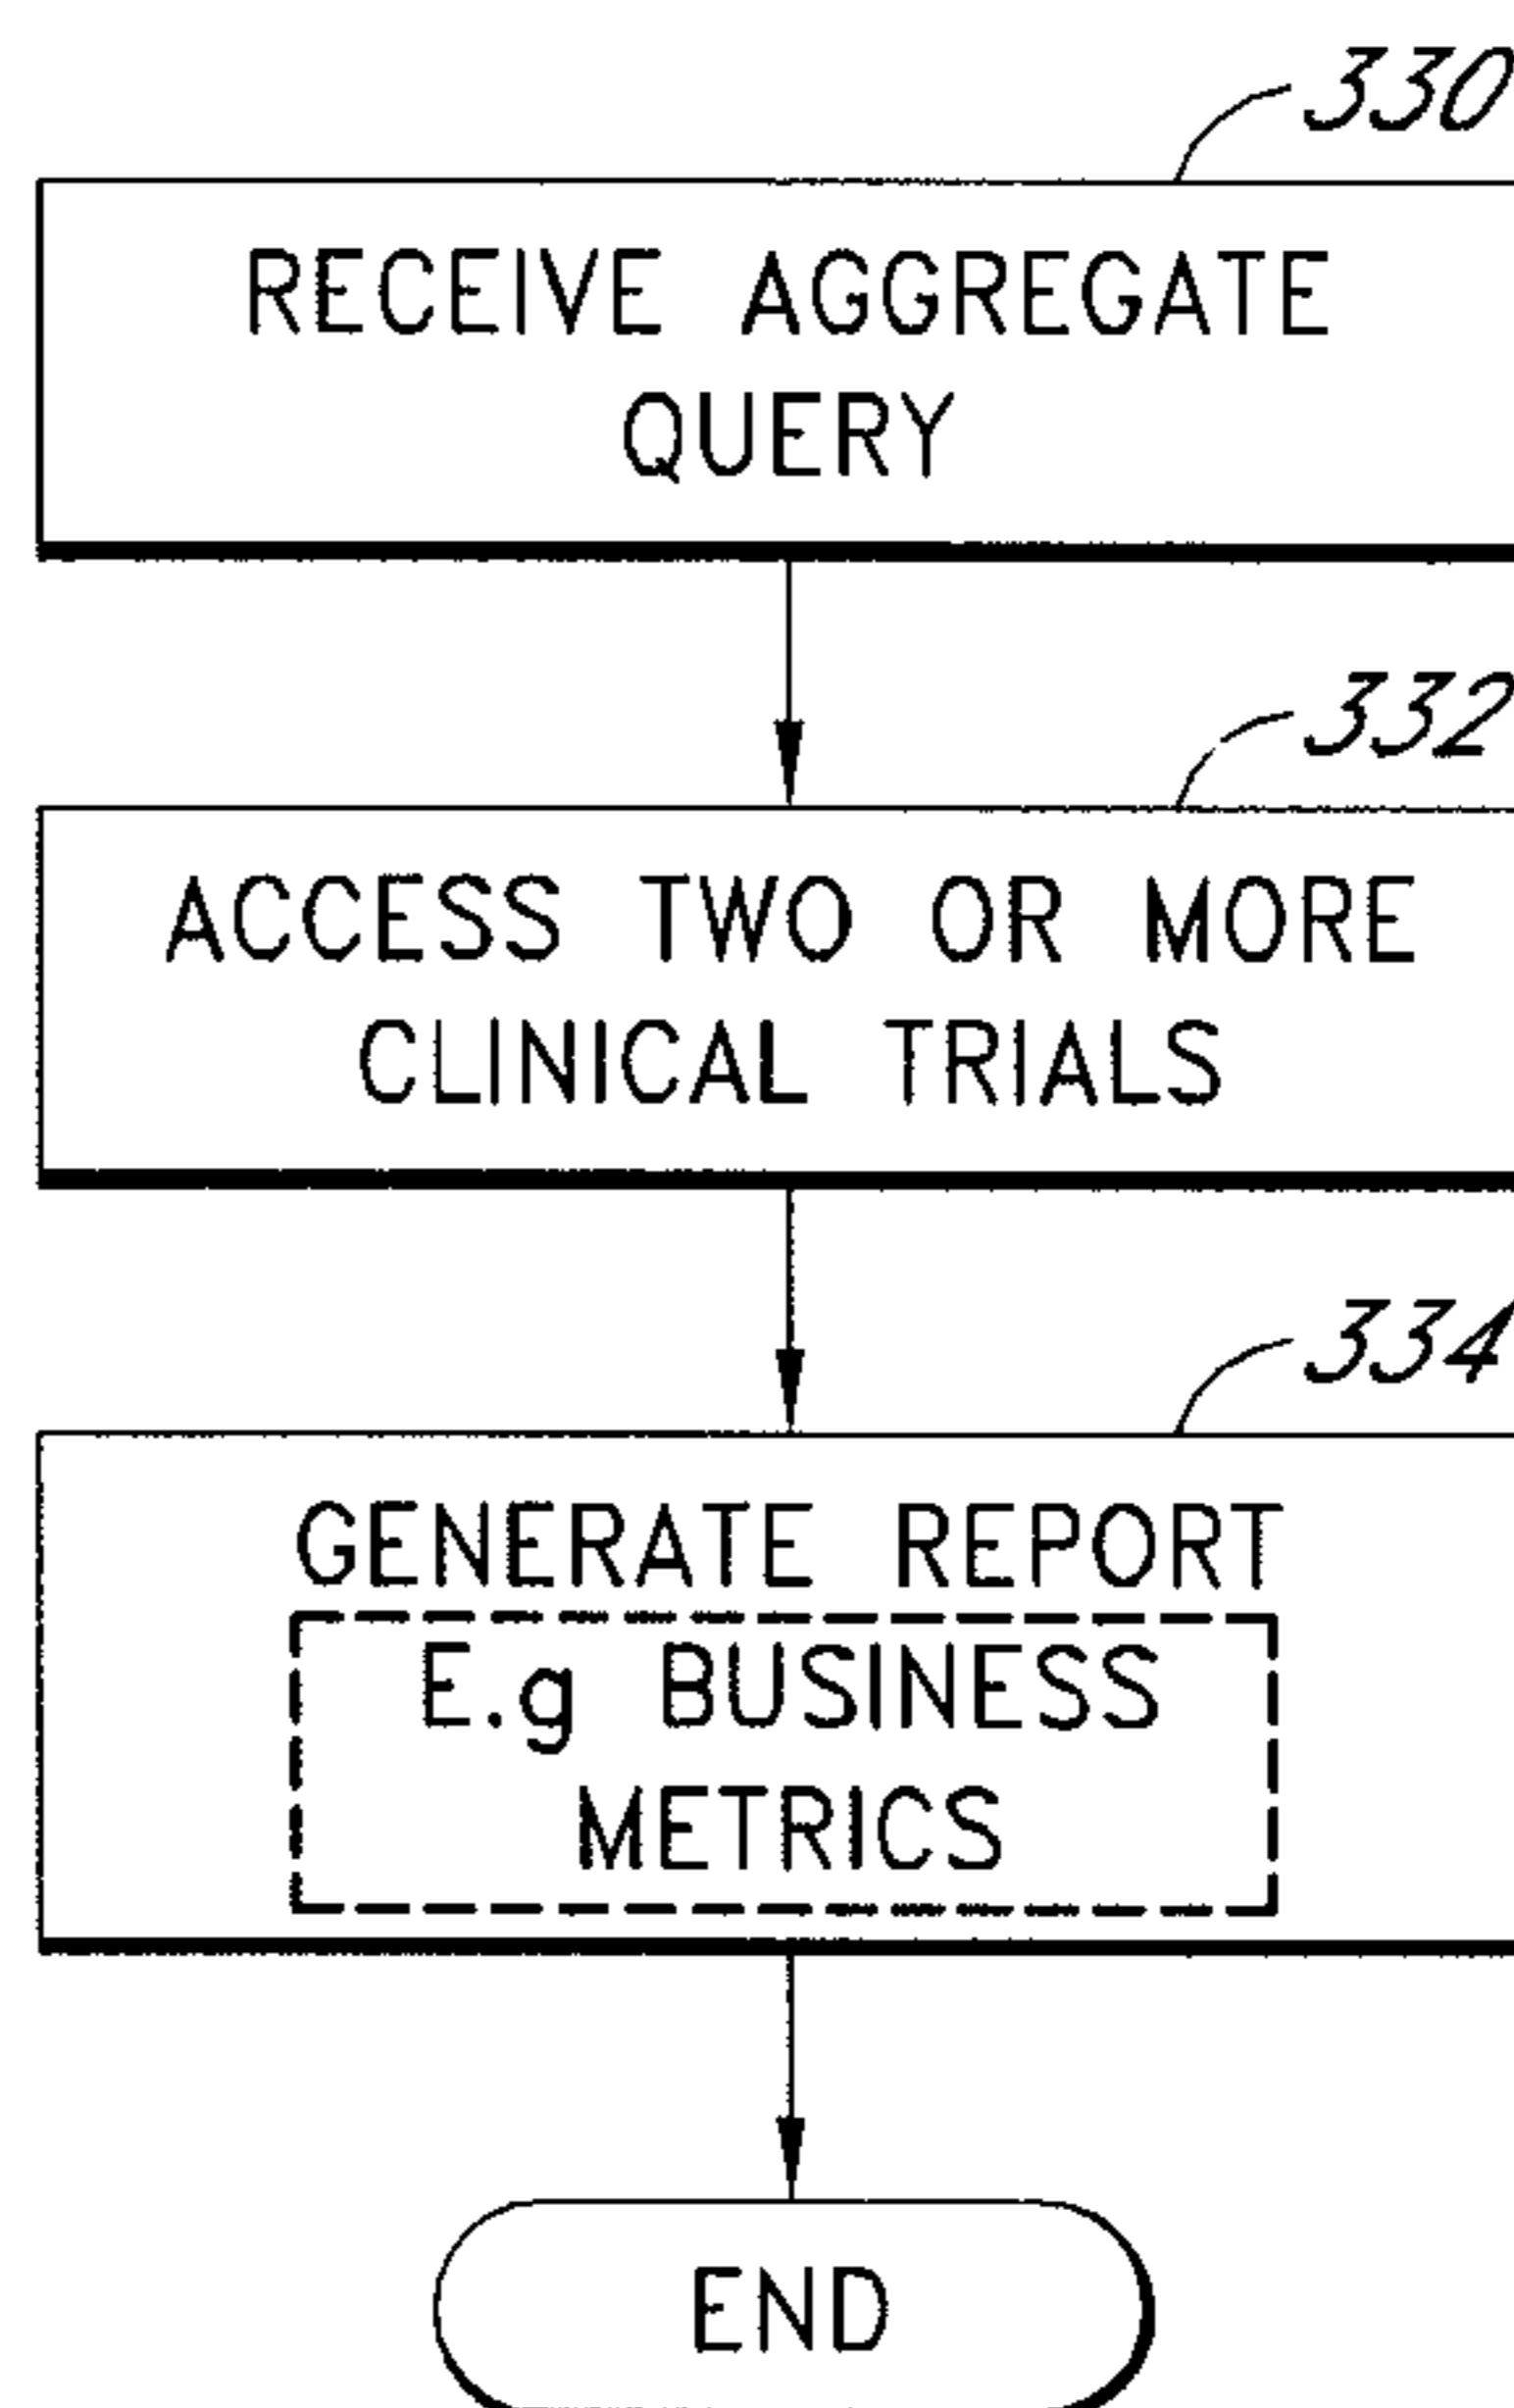 330
RECEIVE AGGREGATE
QUERY
332
ACCESS TWO OR MORE
CLINICAL TRIALS
334
GENERATE REPORT
E.g BUSINESS
METRICS
END